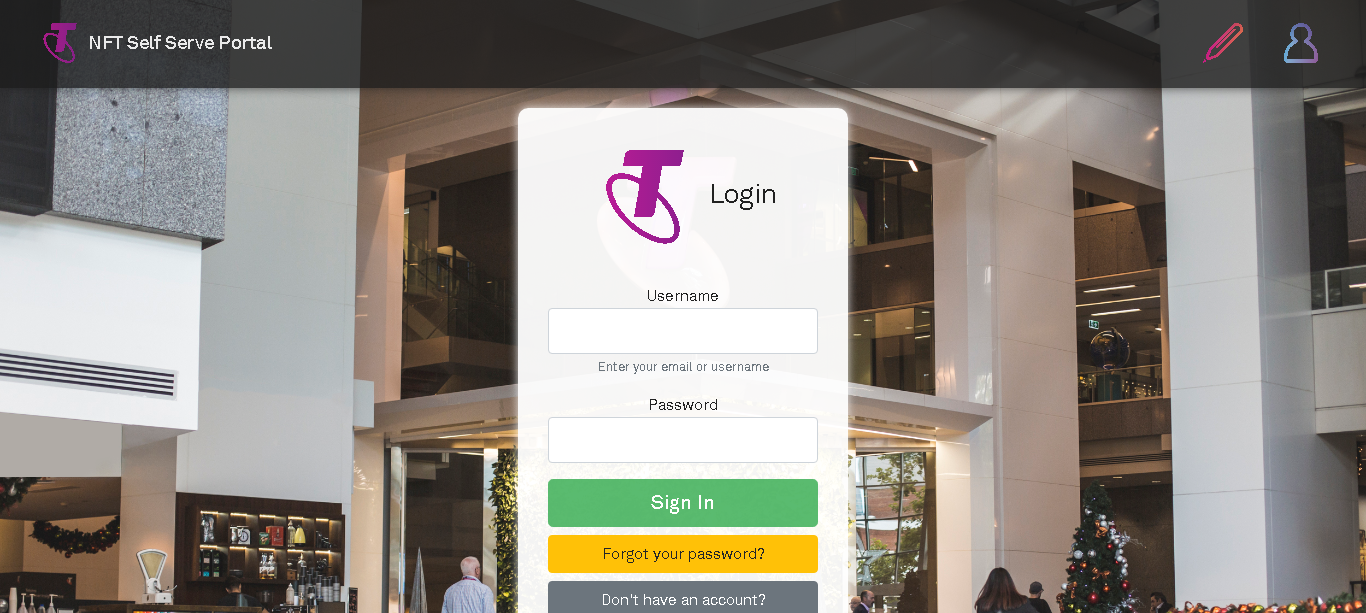 NFT Self Serve Portal
Login
Username
Enter your email or username
Password
Sign In
Forgot your password?
Don't have an account?